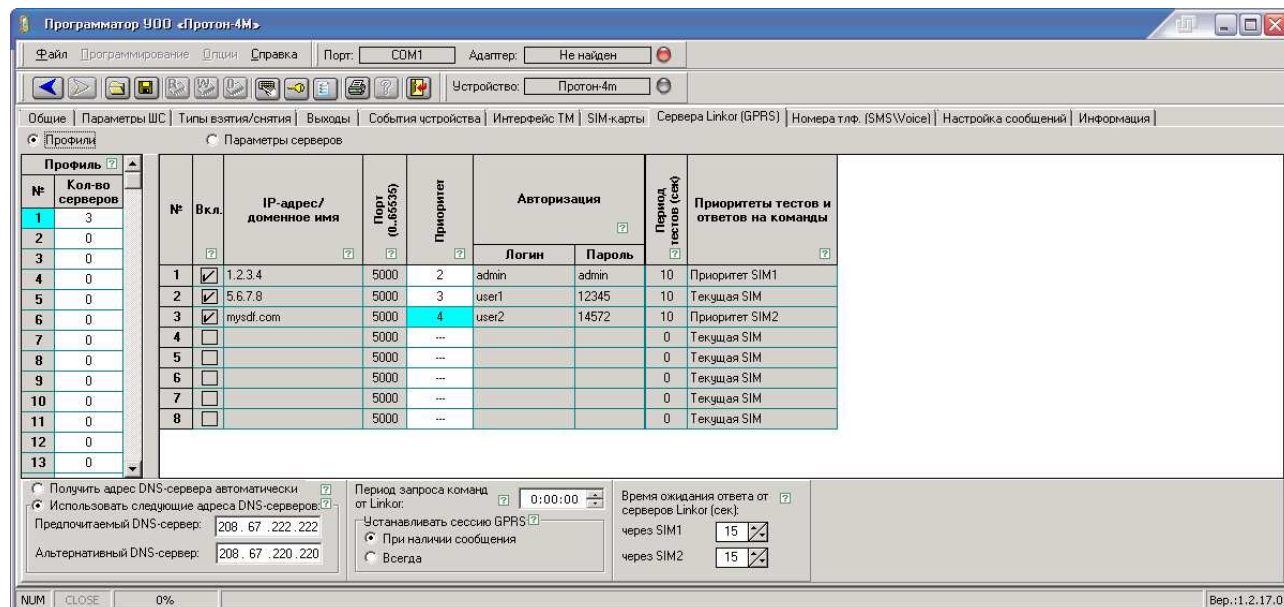 Программатор УОО «Протон-4М»
Файл Программирование Опции Справка Порт: COM1 Адаптер: Не найден
Устройство: Протон-4m
Общие Параметры ШС Типы взятия/снятия Выходы События устройства Интерфейс ТМ SIM-карты Сервера Linkor (GPRS) Номера тлф. (SMS\Voice) Настройка сообщений Информация
Профили Параметры серверов
Профиль ?
№ Кол-во серверов
1 3
2 0
3 0
4 0
5 0
6 0
7 0
8 0
9 0
10 0
11 0
12 0
13 0
№ Вкл. IP-адрес/ доменное имя Порт (0..65535) Приоритет Авторизация Период тестов (сек) Приоритеты тестов и ответов на команды
Логин Пароль
1 1.2.3.4 5000 2 admin admin 10 Приоритет SIM1
2 5.6.7.8 5000 3 user1 12345 10 Текущая SIM
3 mysdf.com 5000 4 user2 14572 10 Приоритет SIM2
4 5000 --- 0 Текущая SIM
5 5000 --- 0 Текущая SIM
6 5000 --- 0 Текущая SIM
7 5000 --- 0 Текущая SIM
8 5000 --- 0 Текущая SIM
Получить адрес DNS-сервера автоматически ?
Использовать следующие адреса DNS-серверов: ?
Предпочитаемый DNS-сервер: 208 . 67 .222 .222
Альтернативный DNS-сервер: 208 . 67 .220 .220
Период запроса команд
от Linkor: ? 0:00:00
Устанавливать сессию GPRS ?
При наличии сообщения
Всегда
Время ожидания ответа от ?
серверов Linkor (сек):
через SIM1 15
через SIM2 15
NUM CLOSE 0% Вер.:1.2.17.0